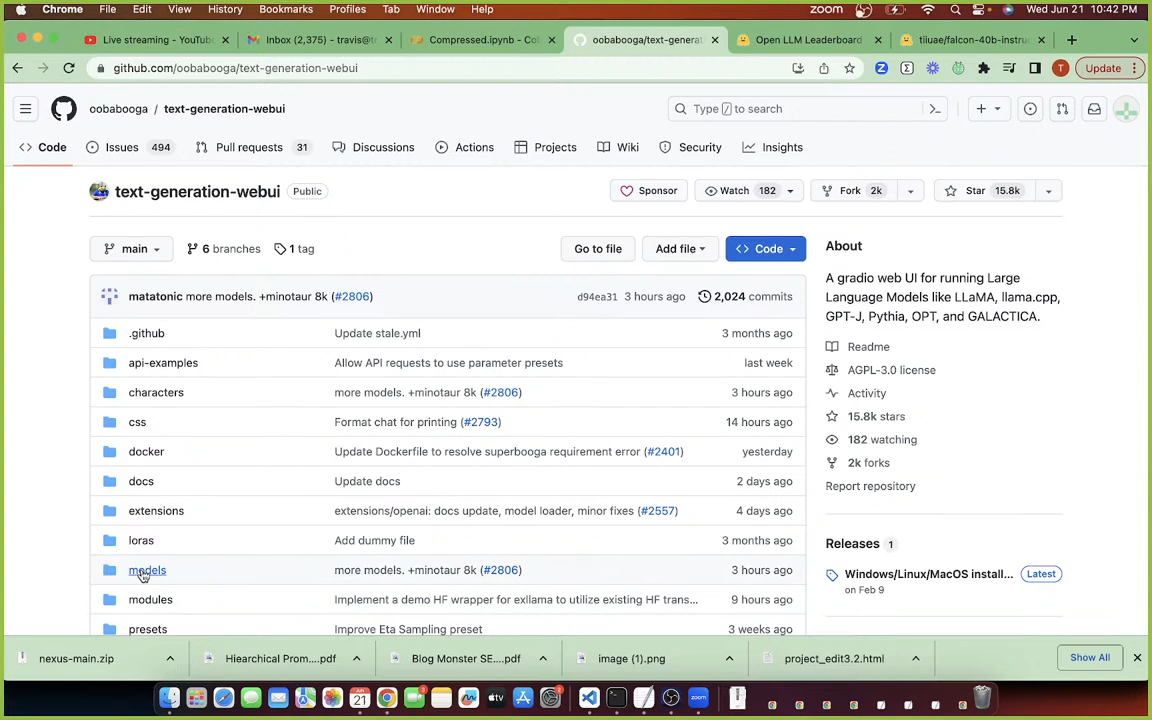 Chrome File Edit View History Bookmarks Profiles Tab Window Help zoom Wed Jun 21 10:42 PM
Live streaming - YouTub Inbox (2,375) - travis@tr Compressed.ipynb - Col oobabooga/text-generati Open LLM Leaderboard tiiuae/falcon-40b-instruc
github.com/oobabooga/text-generation-webui T Update
oobabooga / text-generation-webui Type / to search
Code Issues 494 Pull requests 31 Discussions Actions Projects Wiki Security Insights
text-generation-webui Public Sponsor Watch 182 Fork 2k Star 15.8k
main 6 branches 1 tag Go to file Add file Code
About
matatonic more models. +minotaur 8k (#2806) d94ea31 3 hours ago 2,024 commits
A gradio web UI for running Large
Language Models like LLaMA, llama.cpp,
GPT-J, Pythia, OPT, and GALACTICA.
.github Update stale.yml 3 months ago
api-examples Allow API requests to use parameter presets last week
characters more models. +minotaur 8k (#2806) 3 hours ago
css Format chat for printing (#2793) 14 hours ago
docker Update Dockerfile to resolve superbooga requirement error (#2401) yesterday
docs Update docs 2 days ago
extensions extensions/openai: docs update, model loader, minor fixes (#2557) 4 days ago
loras Add dummy file 3 months ago
models more models. +minotaur 8k (#2806) 3 hours ago
modules Implement a demo HF wrapper for exllama to utilize existing HF trans... 9 hours ago
presets Improve Eta Sampling preset 3 weeks ago
Readme
AGPL-3.0 license
Activity
15.8k stars
182 watching
2k forks
Report repository
Releases 1
Windows/Linux/MacOS install... Latest
on Feb 9
nexus-main.zip Hiearchical Prom....pdf Blog Monster SE....pdf image (1).png project_edit3.2.html Show All
JUN
21
3
tv
1
zoom